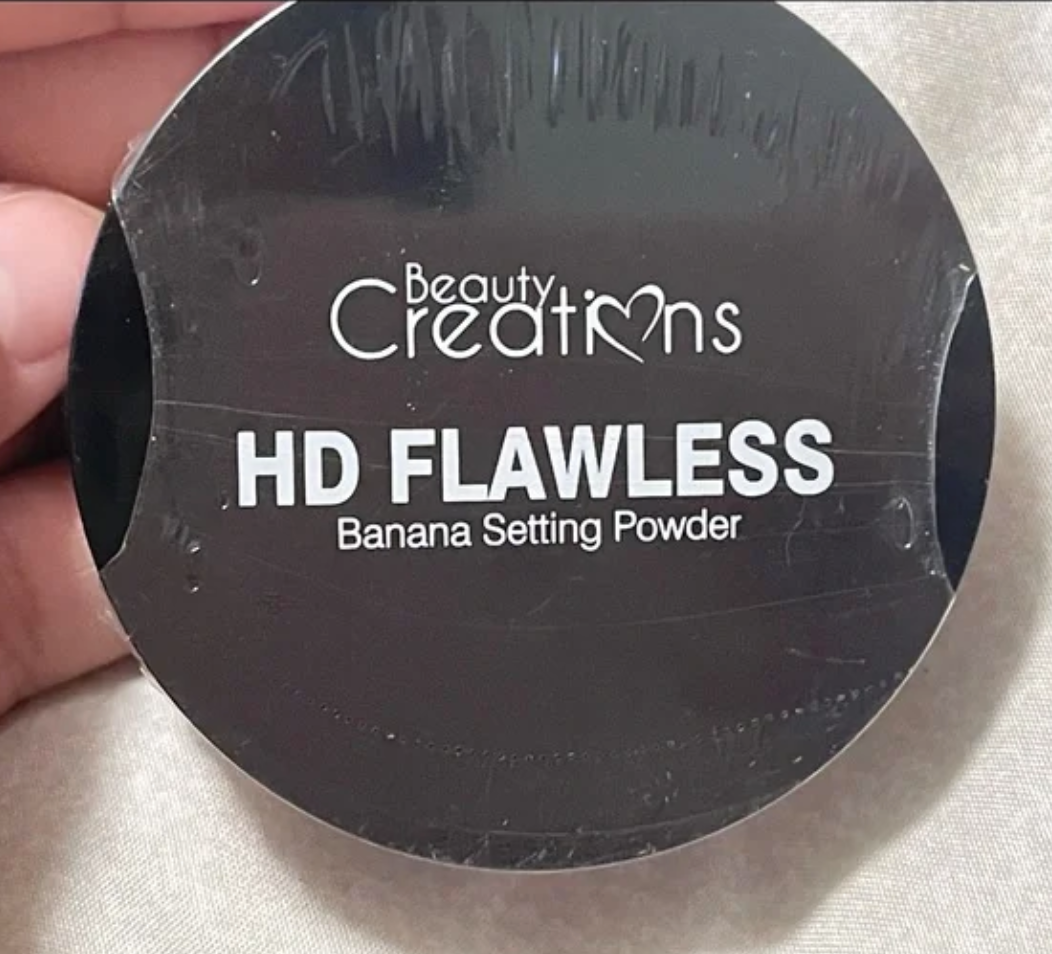 Beauty
Creations
HD FLAWLESS
Banana Setting Powder